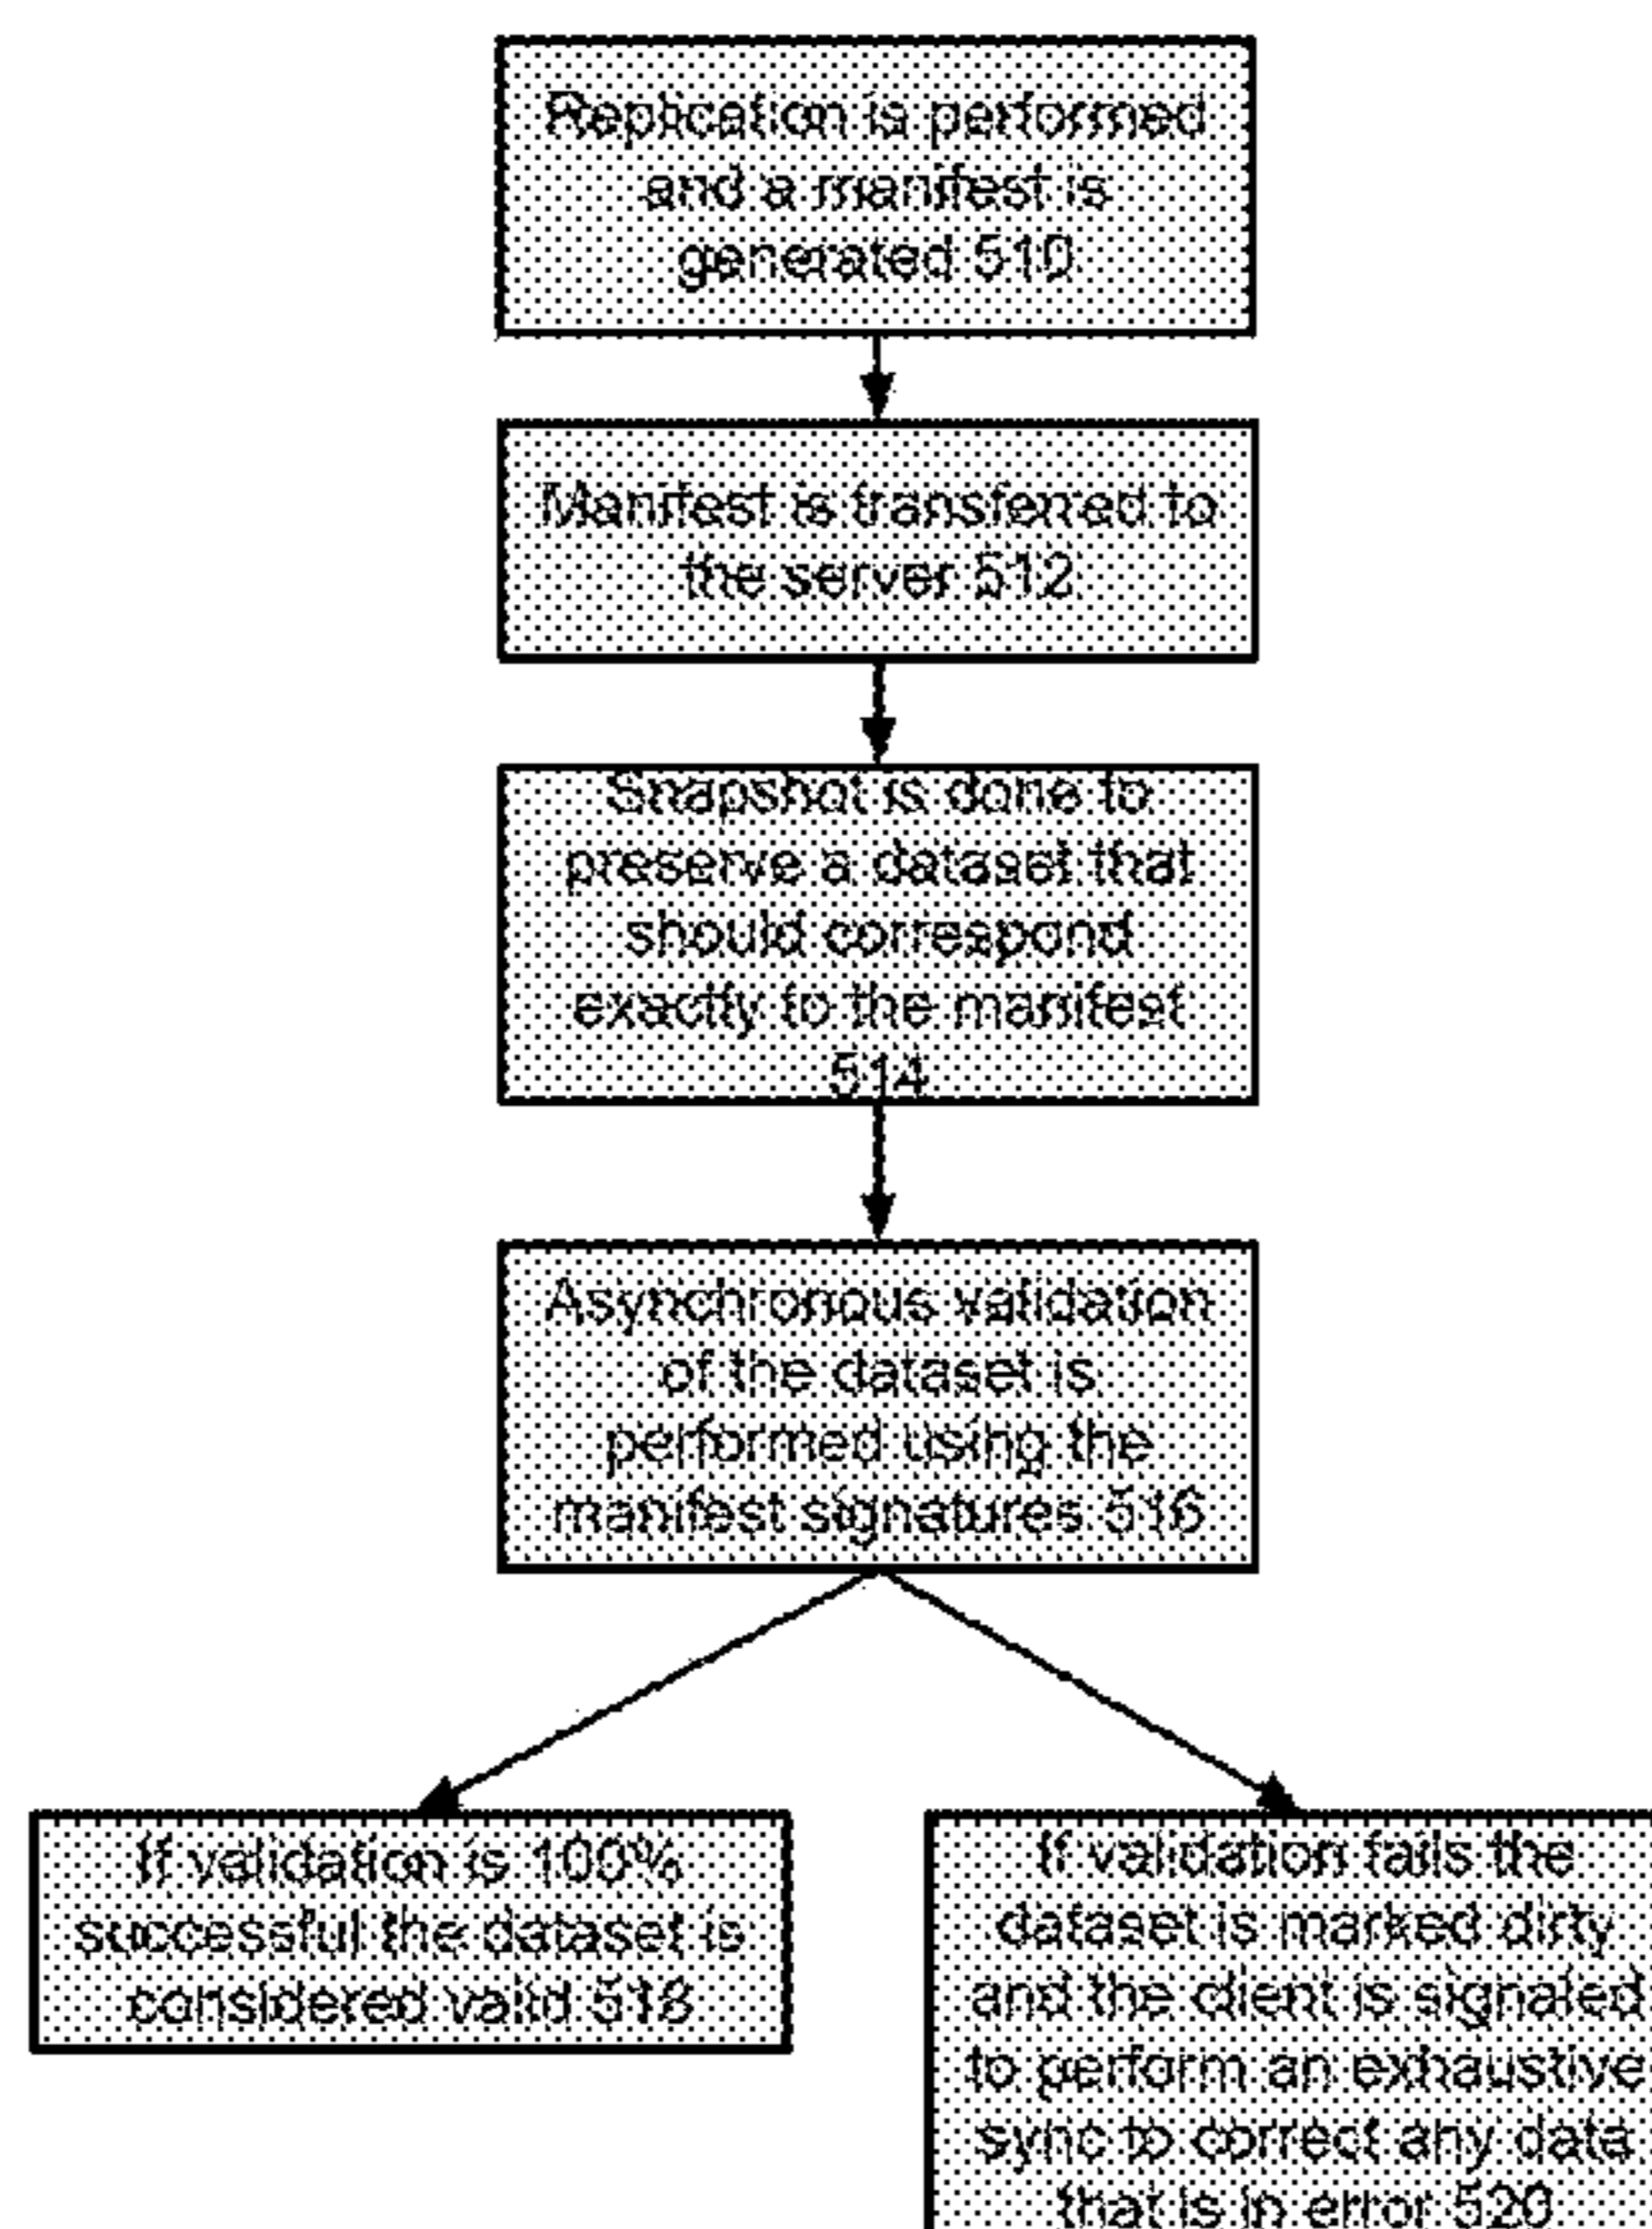 Replication is performed
and a manifest is
generated 510
Manifest is transferred to
the server 512
Snapshot is done to
preserve a dataset that
should correspond
exactly to the manifest
514
Asynchronous validation
of the dataset is
performed using the
manifest signatures 516
If validation is 100%
successful the dataset is
considered valid 518
If validation fails the
dataset is marked dirty
and the client is signaled
to perform an exhaustive
sync to correct any data
that is in error 520